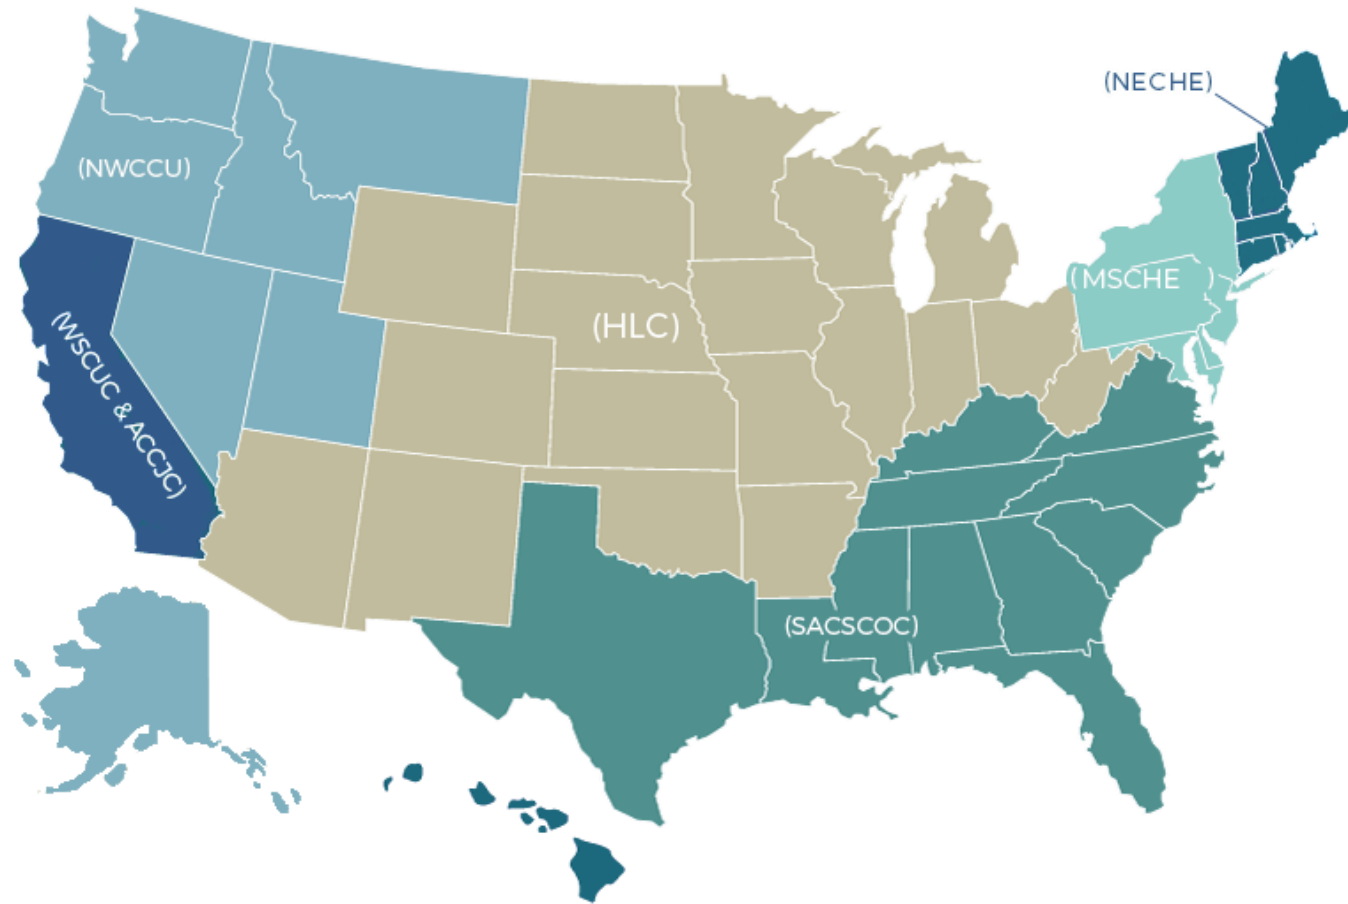 (NECHE)
(NWCCU)
(MSCHE )
(HLC)
(WSCUC & ACCJC)
(SACSCOC)